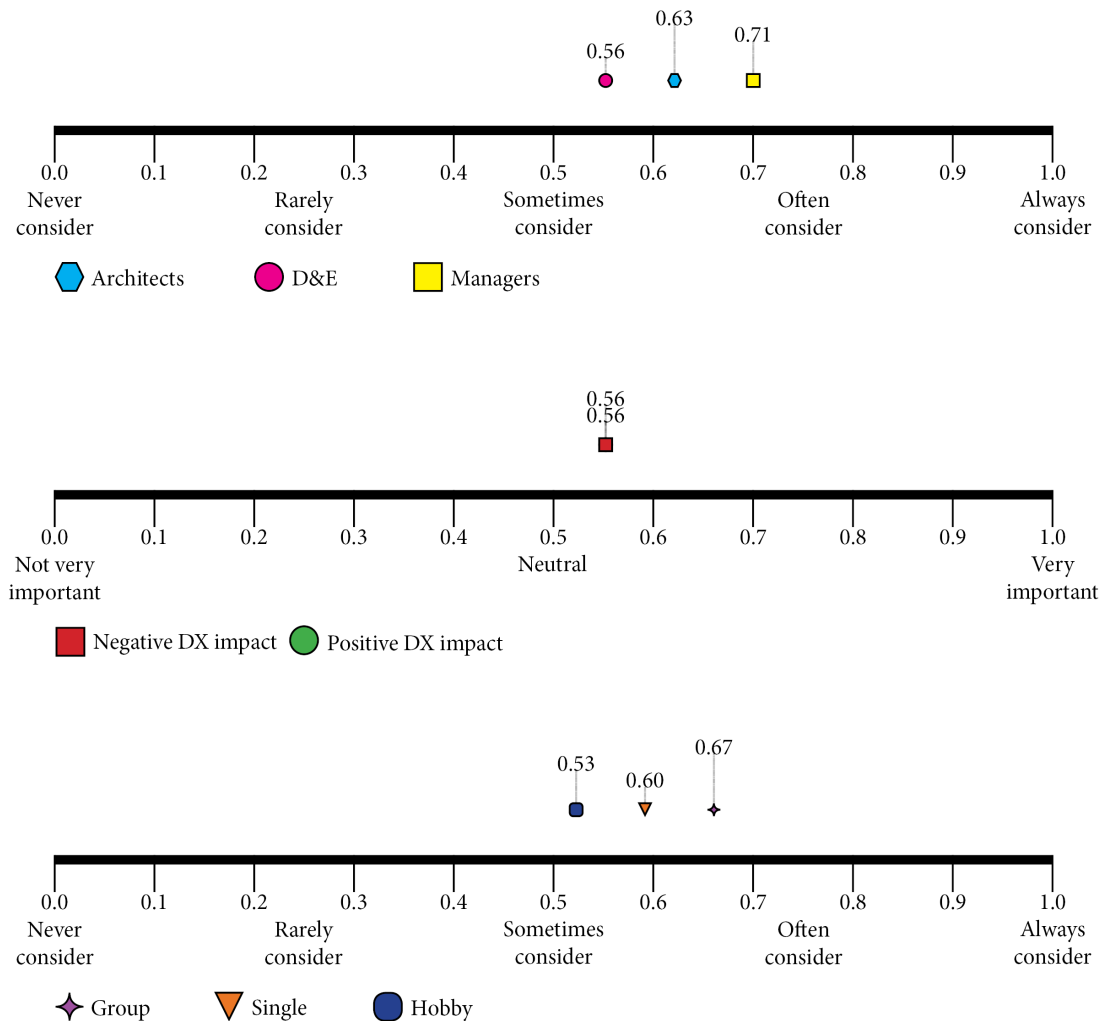 0.63
0.71
0.56
0.0 0.1 0.2 0.3 0.4 0.5 0.6 0.7 0.8 0.9 1.0
Never Rarely Sometimes Often Always
consider consider consider consider consider
Architects D&E Managers
0.56
0.56
0.0 0.1 0.2 0.3 0.4 0.5 0.6 0.7 0.8 0.9 1.0
Not very Neutral Very
important important
Negative DX impact Positive DX impact
0.67
0.53
0.60
0.0 0.1 0.2 0.3 0.4 0.5 0.6 0.7 0.8 0.9 1.0
Never Rarely Sometimes Often Always
consider consider consider consider consider
Group Single Hobby